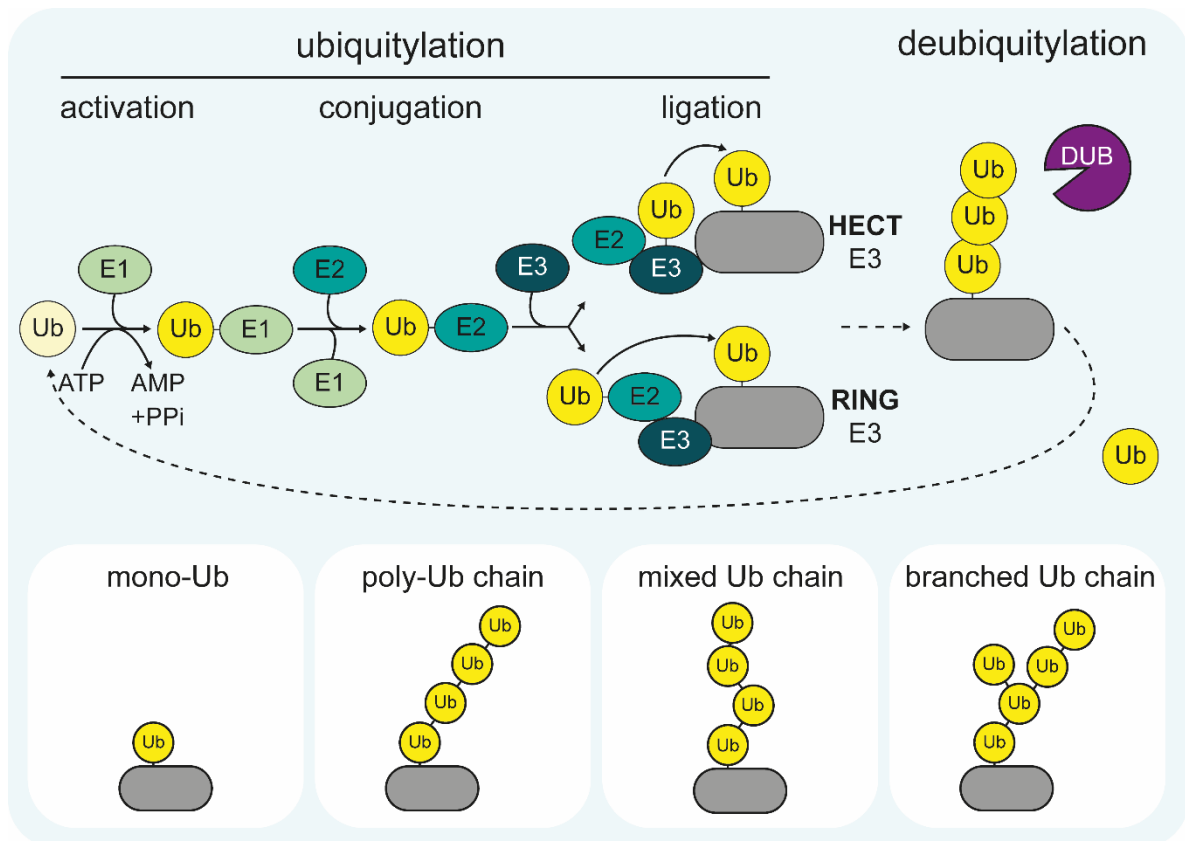 ubiquitylation
deubiquitylation
activation
conjugation
ligation
DUB
Ub
Ub
Ub
Ub
Ub
E2
E3
HECT
E3
E1
E2
E3
Ub
Ub
E1
Ub
E2
ATP
AMP
+PPi
E1
Ub
Ub
E2
E3
RING
E3
Ub
mono-Ub
poly-Ub chain
mixed Ub chain
branched Ub chain
Ub
Ub
Ub
Ub
Ub
Ub
Ub
Ub
Ub
Ub
Ub
Ub
Ub
Ub